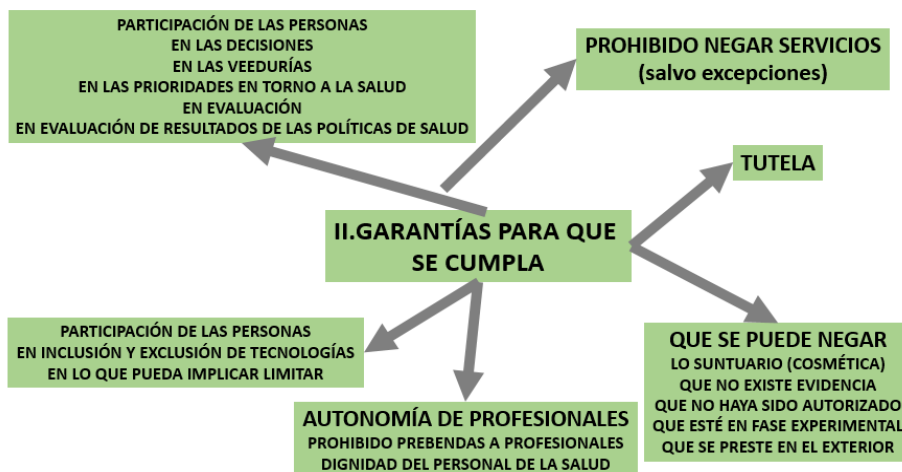 PARTICIPACIÓN DE LAS PERSONAS
EN LAS DECISIONES
EN LAS VEEDURÍAS
EN LAS PRIORIDADES EN TORNO A LA SALUD
EN EVALUACIÓN
EN EVALUACIÓN DE RESULTADOS DE LAS POLÍTICAS DE SALUD
PROHIBIDO NEGAR SERVICIOS
(salvo excepciones)
TUTELA
II.GARANTÍAS PARA QUE
SE CUMPLA
PARTICIPACIÓN DE LAS PERSONAS
EN INCLUSIÓN Y EXCLUSIÓN DE TECNOLOGÍAS
EN LO QUE PUEDA IMPLICAR LIMITAR
AUTONOMÍA DE PROFESIONALES
PROHIBIDO PREBENDAS A PROFESIONALES
DIGNIDAD DEL PERSONAL DE LA SALUD
QUE SE PUEDE NEGAR
LO SUNTUARIO (COSMÉTICA)
QUE NO EXISTE EVIDENCIA
QUE NO HAYA SIDO AUTORIZADO
QUE ESTÉ EN FASE EXPERIMENTAL
QUE SE PRESTE EN EL EXTERIOR